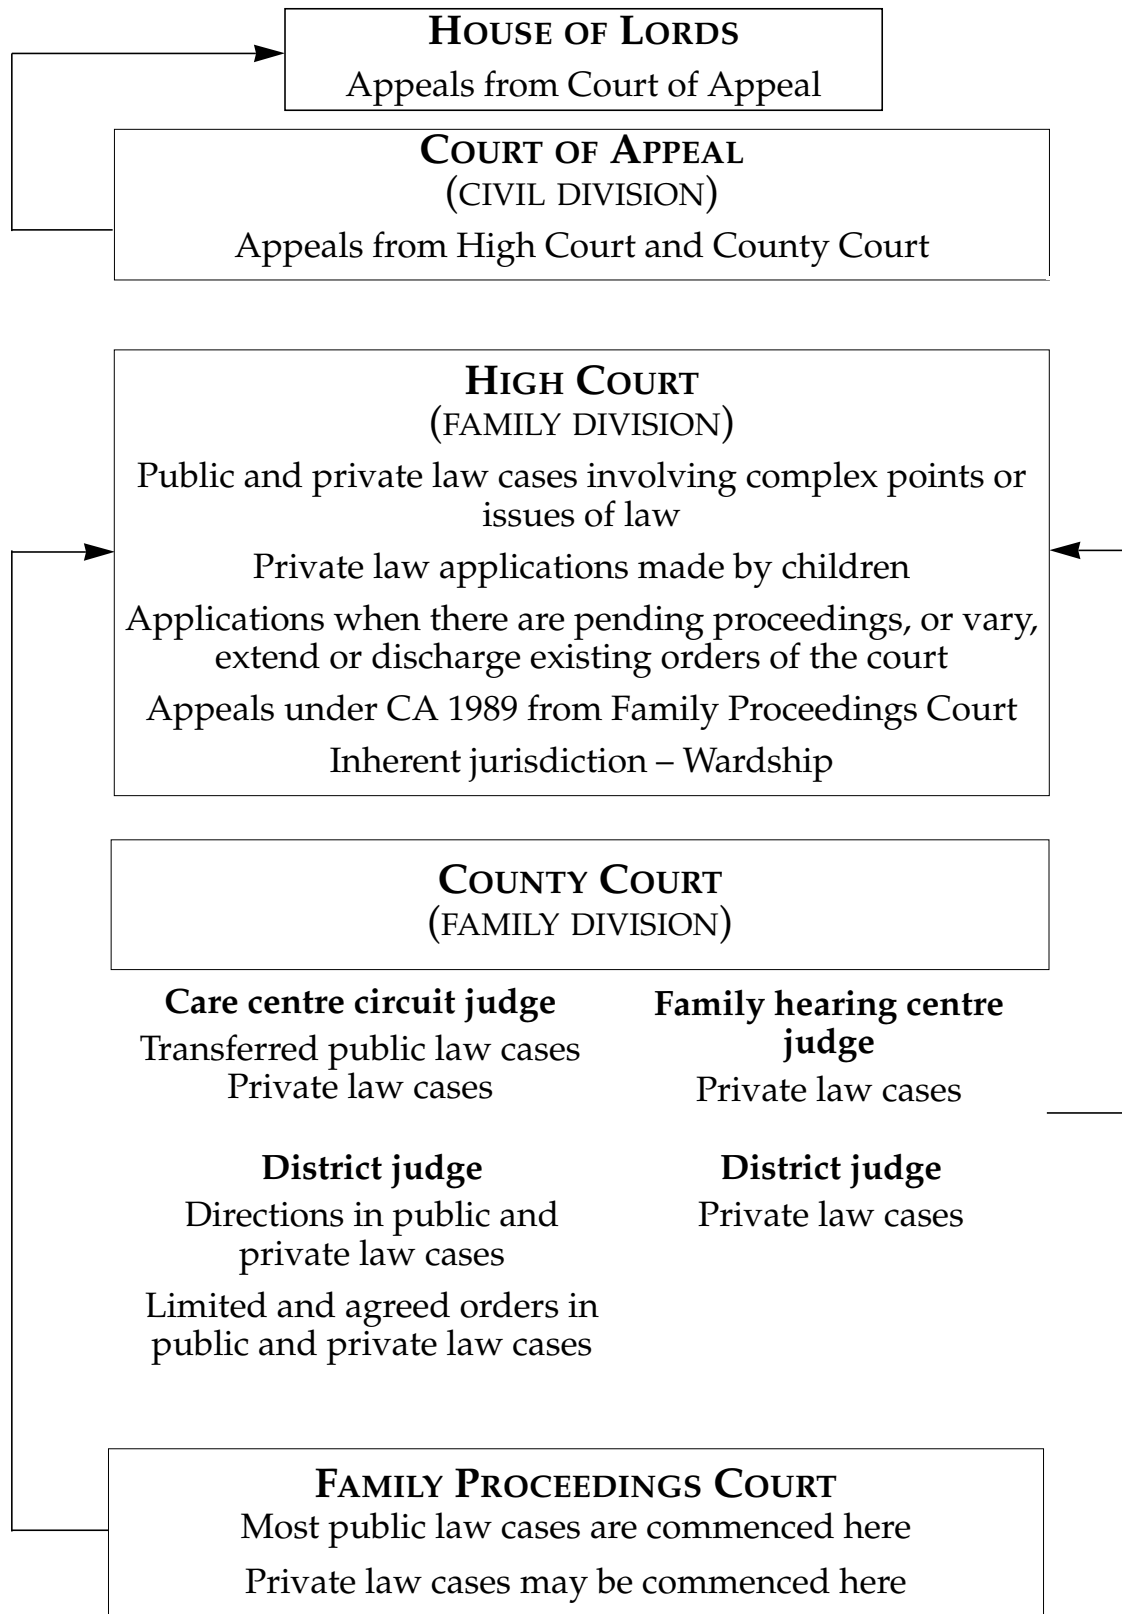 HOUSE OF LORDS
Appeals from Court of Appeal
COURT OF APPEAL
(CIVIL DIVISION)
Appeals from High Court and County Court
HIGH COURT
(FAMILY DIVISION)
Public and private law cases involving complex points or
issues of law
Private law applications made by children
Applications when there are pending proceedings, or vary,
extend or discharge existing orders of the court
Appeals under CA 1989 from Family Proceedings Court
Inherent jurisdiction – Wardship
COUNTY COURT
(FAMILY DIVISION)
Care centre circuit judge
Transferred public law cases
Private law cases
Family hearing centre
judge
Private law cases
District judge
Directions in public and
private law cases
Limited and agreed orders in
public and private law cases
District judge
Private law cases
FAMILY PROCEEDINGS COURT
Most public law cases are commenced here
Private law cases may be commenced here